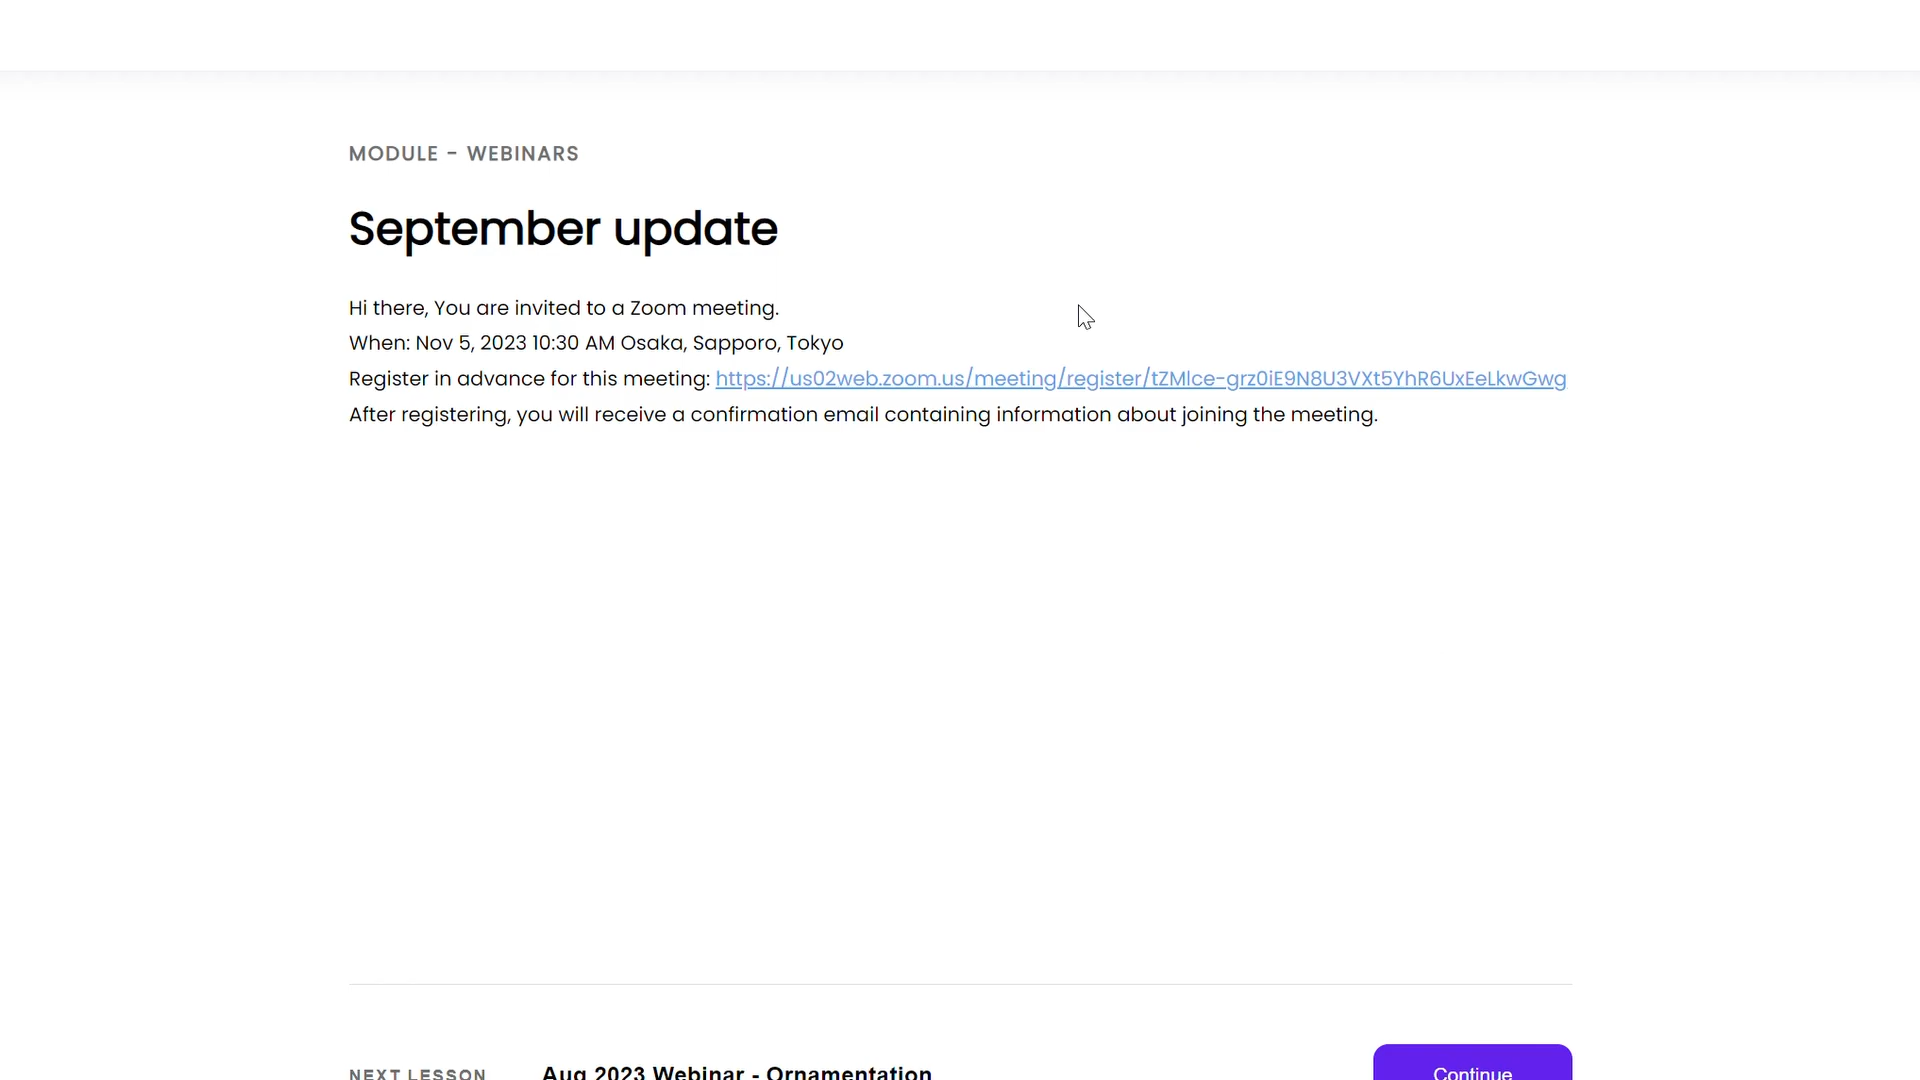 MODULE - WEBINARS
September update
Hi there, You are invited to a Zoom meeting.
When: Nov 5, 2023 10:30 AM Osaka, Sapporo, Tokyo
Register in advance for this meeting: https://us02web.zoom.us/meeting/register/tZMlce-grz0iE9N8U3VXt5YhR6UxEeLkwGwg
After registering, you will receive a confirmation email containing information about joining the meeting.
NEXT LESSON
Aug 2023 Webinar - Ornamentation
Continue